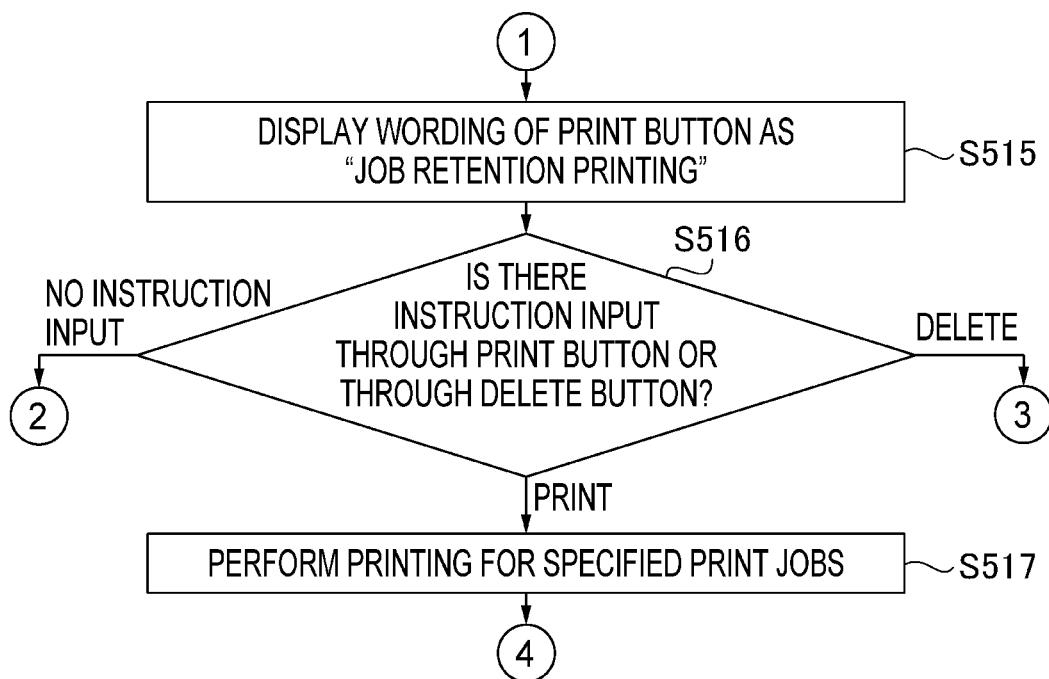 1
DISPLAY WORDING OF PRINT BUTTON AS
“JOB RETENTION PRINTING”
S515
S516
IS THERE
INSTRUCTION INPUT
THROUGH PRINT BUTTON OR
THROUGH DELETE BUTTON?
NO INSTRUCTION
INPUT
DELETE
2
3
PRINT
PERFORM PRINTING FOR SPECIFIED PRINT JOBS
S517
4